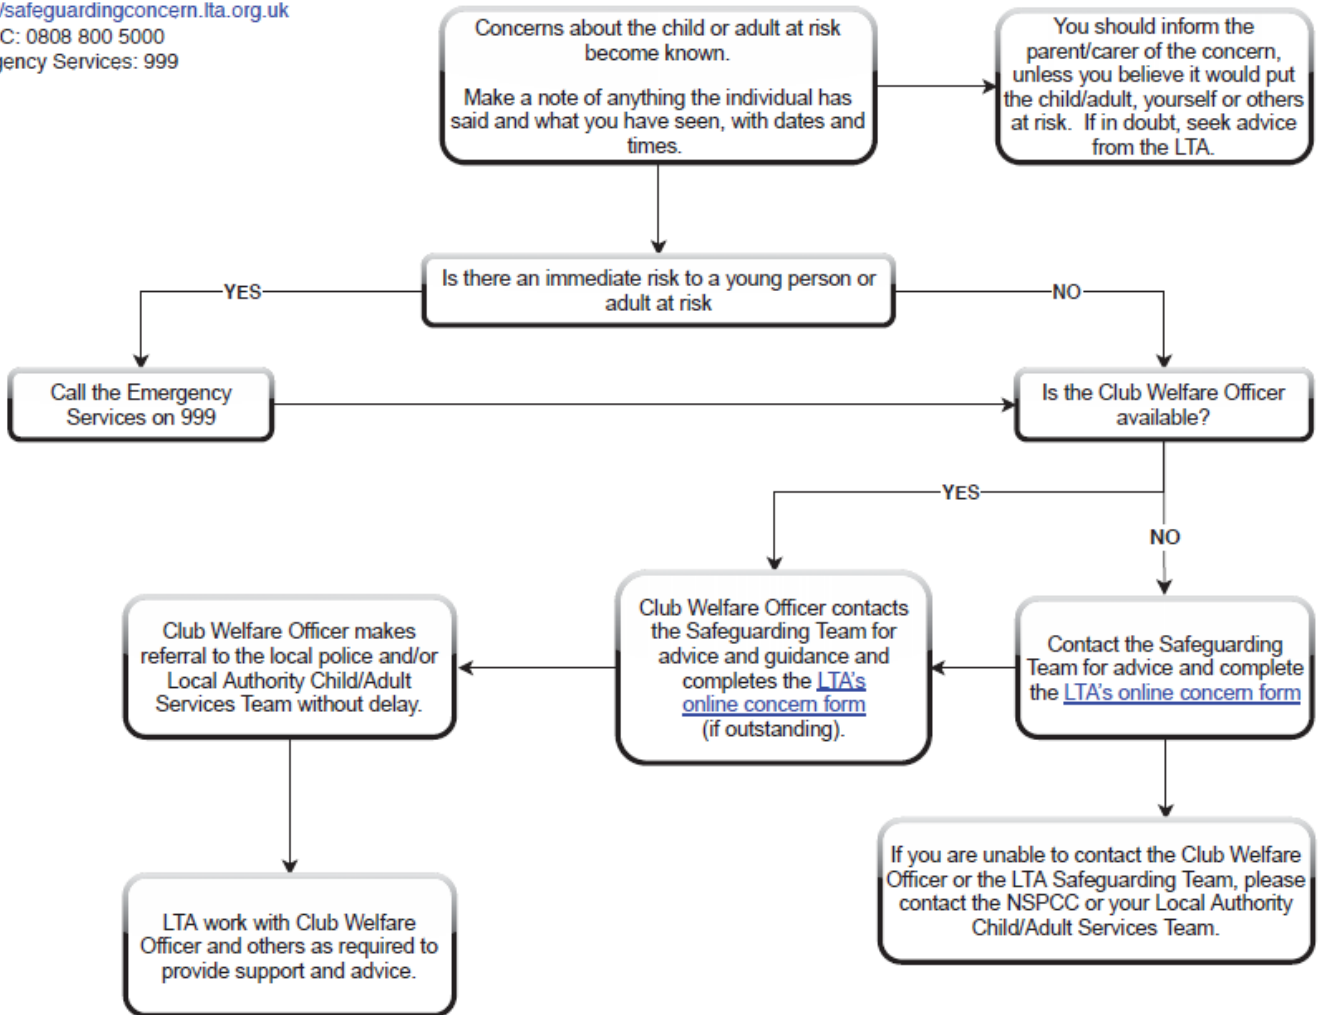 /safeguardingconcern.lta.org.uk
C: 0808 800 5000
gency Services: 999
Concerns about the child or adult at risk
become known.
Make a note of anything the individual has
said and what you have seen, with dates and
times.
You should inform the
parent/carer of the concern,
unless you believe it would put
the child/adult, yourself or others
at risk. If in doubt, seek advice
from the LTA.
Is there an immediate risk to a young person or
adult at risk
YES
NO
Call the Emergency
Services on 999
Is the Club Welfare Officer
available?
YES
NO
Club Welfare Officer makes
referral to the local police and/or
Local Authority Child/Adult
Services Team without delay.
Club Welfare Officer contacts
the Safeguarding Team for
advice and guidance and
completes the LTA's
online concern form
(if outstanding).
Contact the Safeguarding
Team for advice and complete
the LTA's online concern form
If you are unable to contact the Club Welfare
Officer or the LTA Safeguarding Team, please
contact the NSPCC or your Local Authority
Child/Adult Services Team.
LTA work with Club Welfare
Officer and others as required to
provide support and advice.